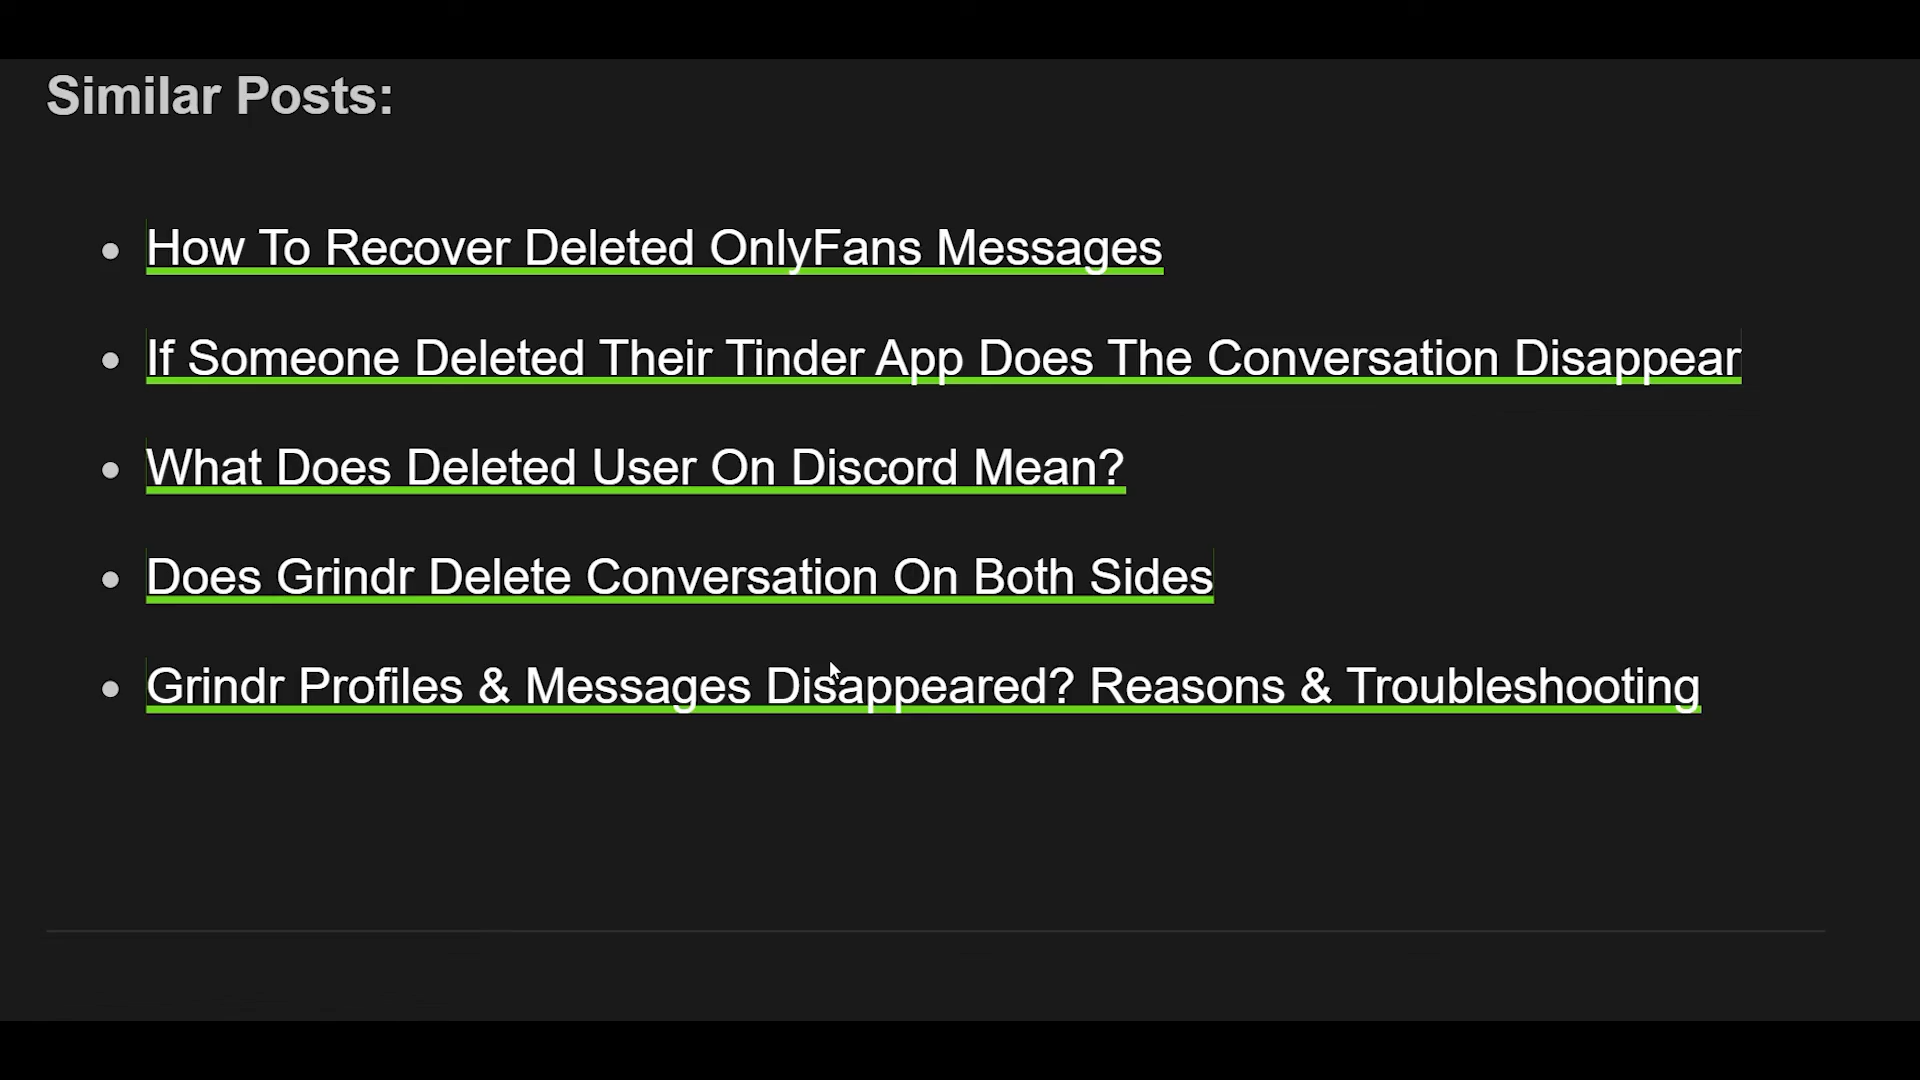 Similar Posts:
How To Recover Deleted OnlyFans Messages
If Someone Deleted Their Tinder App Does The Conversation Disappear
What Does Deleted User On Discord Mean?
Does Grindr Delete Conversation On Both Sides
Grindr Profiles & Messages Disappeared? Reasons & Troubleshooting